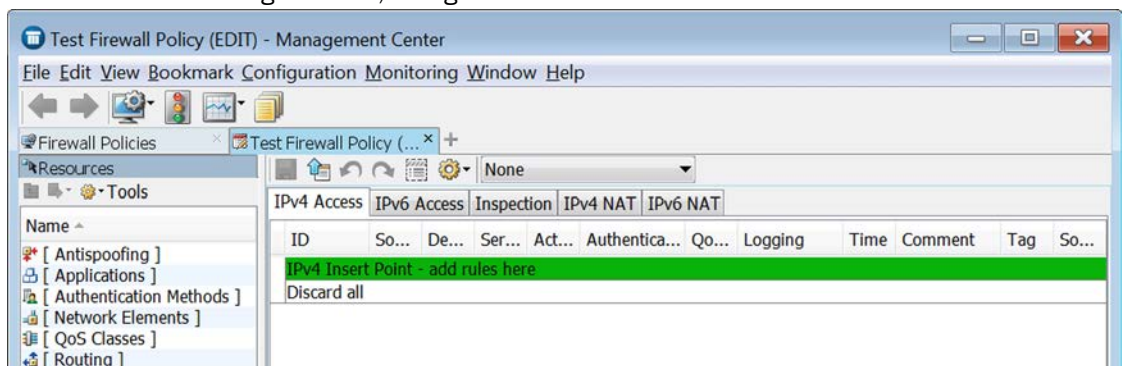 Test Firewall Policy (EDIT) - Management Center
File Edit View Bookmark Configuration Monitoring Window Help
Firewall Policies
Test Firewall Policy (...
Resources
None
Tools
IPv4 Access IPv6 Access Inspection IPv4 NAT IPv6 NAT
Name
ID So... De... Ser... Act... Authentica... Qo... Logging Time Comment Tag So...
[ Antispoofing ]
IPv4 Insert Point - add rules here
[ Applications ]
Discard all
[ Authentication Methods ]
[ Network Elements ]
[ QoS Classes ]
[ Routing ]